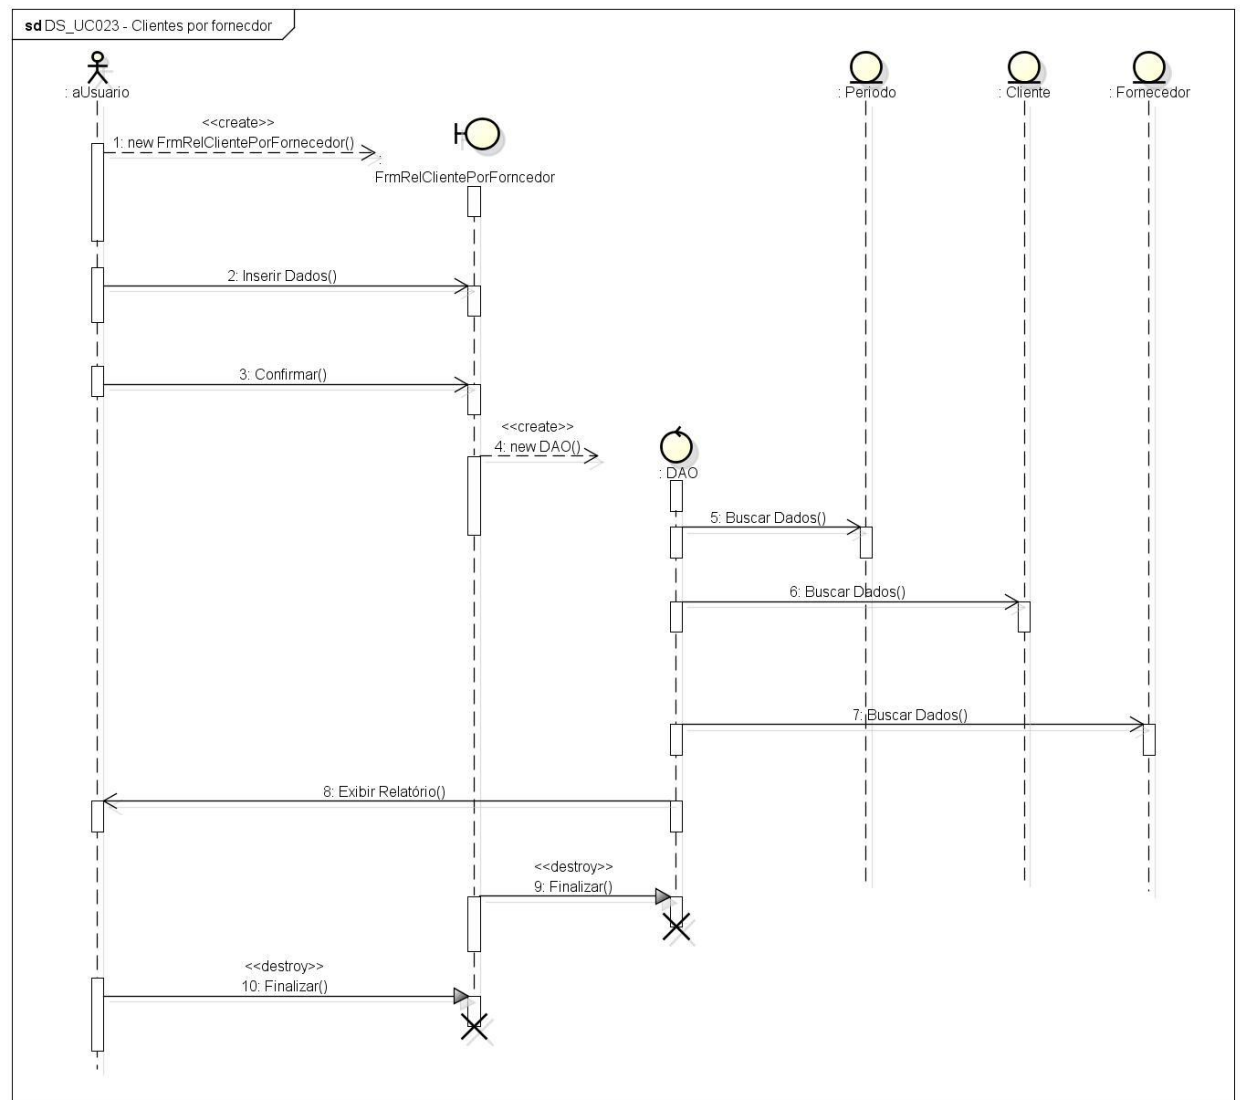 sd DS_UC023 - Clientes por fornecdor
: aUsuario
: Periodo
: Cliente
: Fornecedor
<<create>>
1: new FrmRelClientePorFornecedor()
:
FrmRelClientePorForncedor
2: Inserir Dados()
3: Confirmar()
<<create>>
4: new DAO()
: DAO
5: Buscar Dados()
6: Buscar Dados()
7: Buscar Dados()
8: Exibir Relatório()
<<destroy>>
9: Finalizar()
<<destroy>>
10: Finalizar()